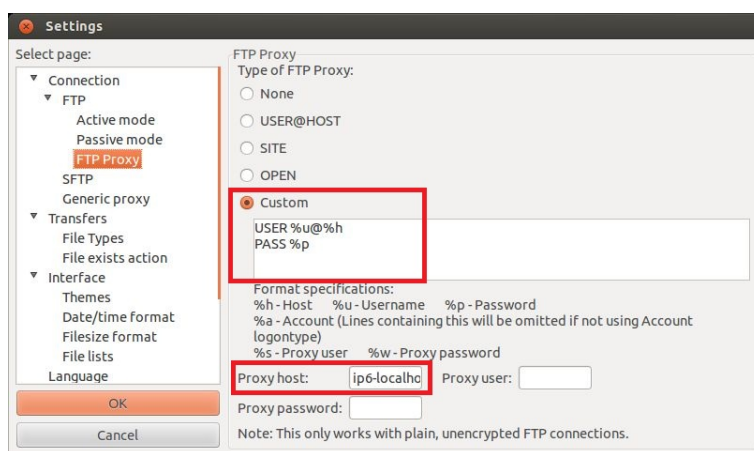 Settings
Select page:
Connection
FTP
Active mode
Passive mode
FTP Proxy
SFTP
Generic proxy
Transfers
File Types
File exists action
Interface
Themes
Date/time format
Filesize format
File lists
Language
OK
Cancel
FTP Proxy
Type of FTP Proxy:
None
USER@HOST
SITE
OPEN
Custom
USER %u@%h
PASS %p
Format specifications:
%h - Host %u - Username %p - Password
%a - Account (Lines containing this will be omitted if not using Account
logontype)
%s - Proxy user %w - Proxy password
Proxy host: ip6-localho Proxy user:
Proxy password:
Note: This only works with plain, unencrypted FTP connections.